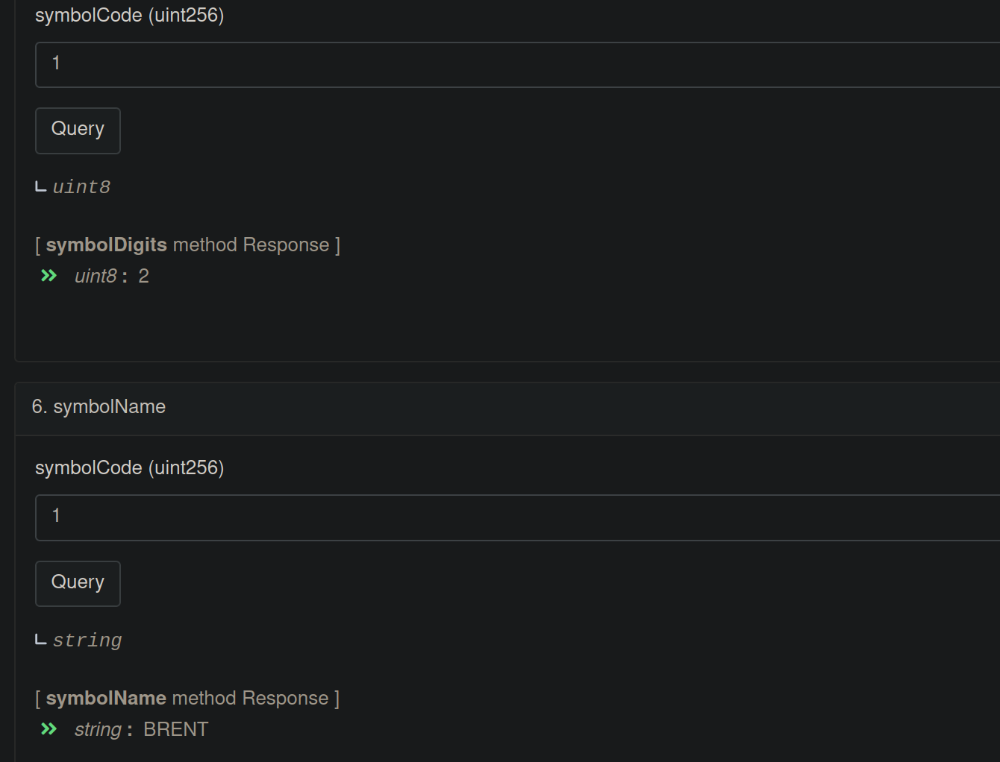 symbolCode (uint256)
1
Query
uint8
[ symbolDigits method Response ]
uint8 : 2
6. symbolName
symbolCode (uint256)
1
Query
string
[ symbolName method Response ]
string : BRENT